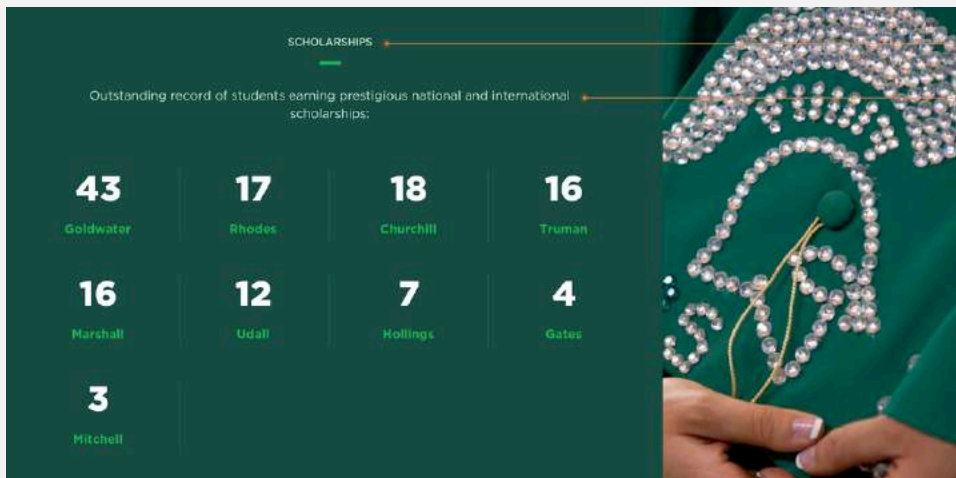 SCHOLARSHIPS
Outstanding record of students earning prestigious national and international
scholarships:
43 17 18 16
Goldwater Rhodes Churchill Truman
16 12 7 4
Marshall Udall Hollings Gates
3
Mitchell